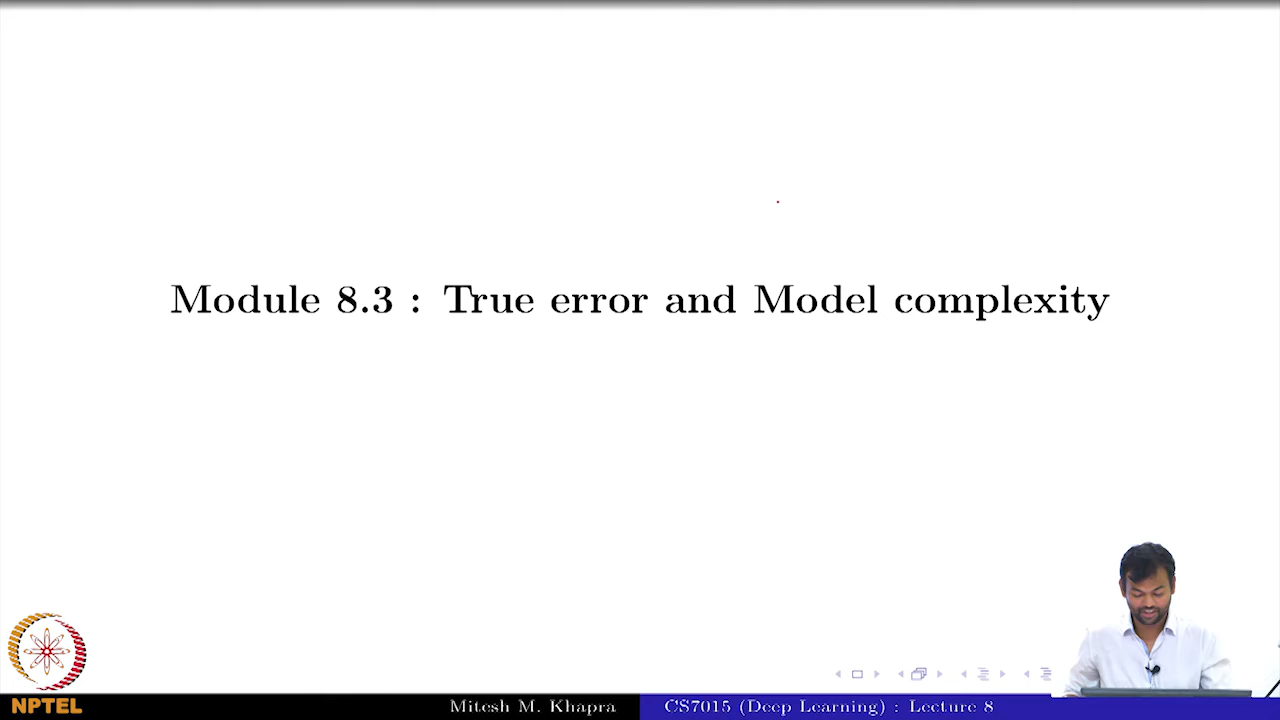 Module 8.3 : True error and Model complexity
NPTEL
Mitesh M. Khapra
CS7015 (Deep Learning) : Lecture 8